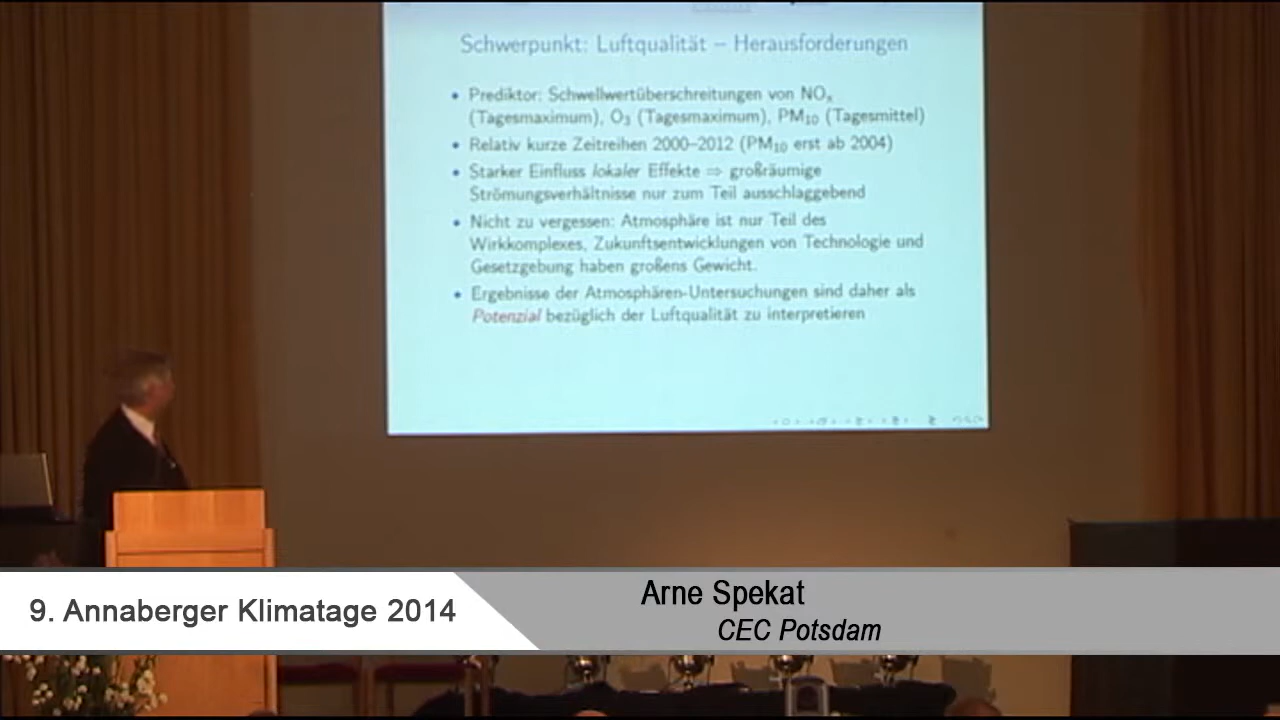 Schwerpunkt: Luftqualität – Herausforderungen
• Prediktor: Schwellwertüberschreitungen von NOₓ
(Tagesmaximum), O₃ (Tagesmaximum), PM₁₀ (Tagesmittel)
• Relativ kurze Zeitreihen 2000–2012 (PM₁₀ erst ab 2004)
• Starker Einfluss lokaler Effekte ⇒ großräumige
Strömungsverhältnisse nur zum Teil ausschlaggebend
• Nicht zu vergessen: Atmosphäre ist nur Teil des
Wirkkomplexes, Zukunftsentwicklungen von Technologie und
Gesetzgebung haben großens Gewicht.
• Ergebnisse der Atmosphären-Untersuchungen sind daher als
Potenzial bezüglich der Luftqualität zu interpretieren
9. Annaberger Klimatage 2014
Arne Spekat
CEC Potsdam